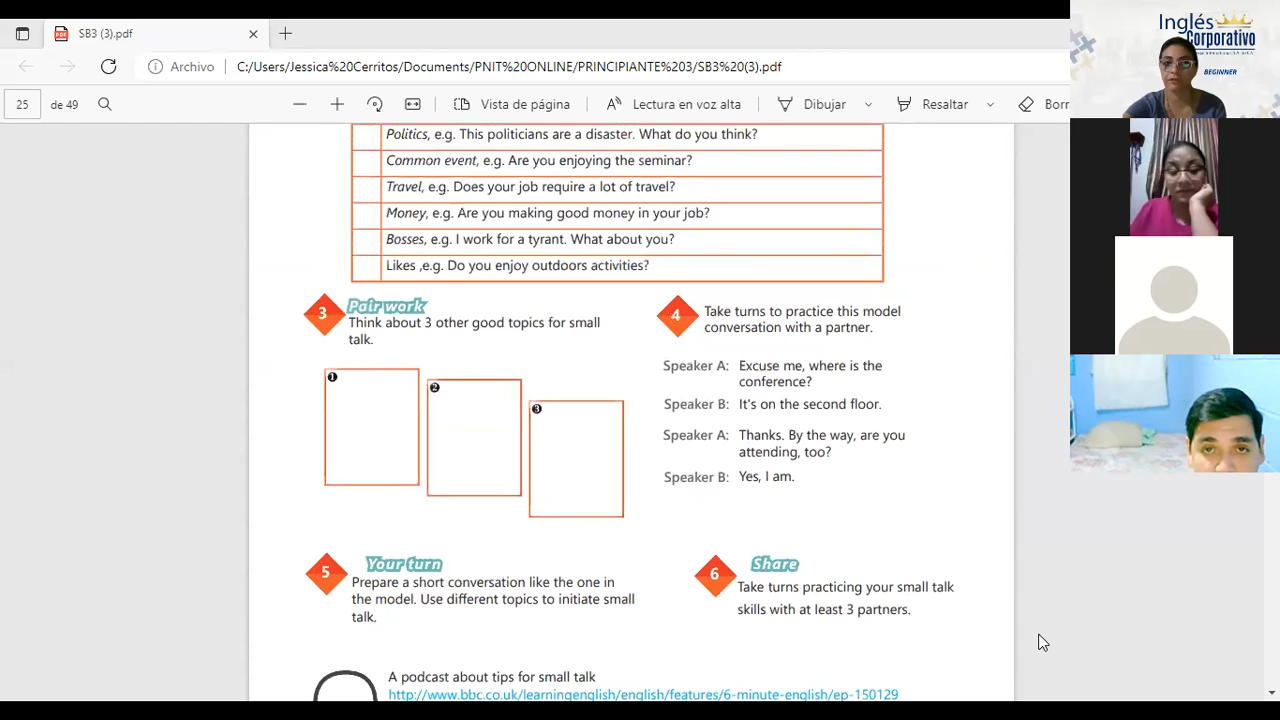 SB3 (3).pdf
Archivo C:/Users/Jessica%20Cerritos/Documents/PNET%20ONLINE/PRINCIPIANTE%203/SB3%20(3).pdf
25 de 49 Vista de página Lectura en voz alta Dibujar Resaltar Borr
Politics, e.g. This politicians are a disaster. What do you think?
Common event, e.g. Are you enjoying the seminar?
Travel, e.g. Does your job require a lot of travel?
Money, e.g. Are you making good money in your job?
Bosses, e.g. I work for a tyrant. What about you?
Likes ,e.g. Do you enjoy outdoors activities?
3 Pair work
Think about 3 other good topics for small
talk.
1
2
3
4 Take turns to practice this model
conversation with a partner.
Speaker A: Excuse me, where is the
conference?
Speaker B: It's on the second floor.
Speaker A: Thanks. By the way, are you
attending, too?
Speaker B: Yes, I am.
5 Your turn
Prepare a short conversation like the one in
the model. Use different topics to initiate small
talk.
6 Share
Take turns practicing your small talk
skills with at least 3 partners.
A podcast about tips for small talk
http://www.bbc.co.uk/learningenglish/english/features/6-minute-english/ep-150129
Inglés
Corporativo
BEGINNER